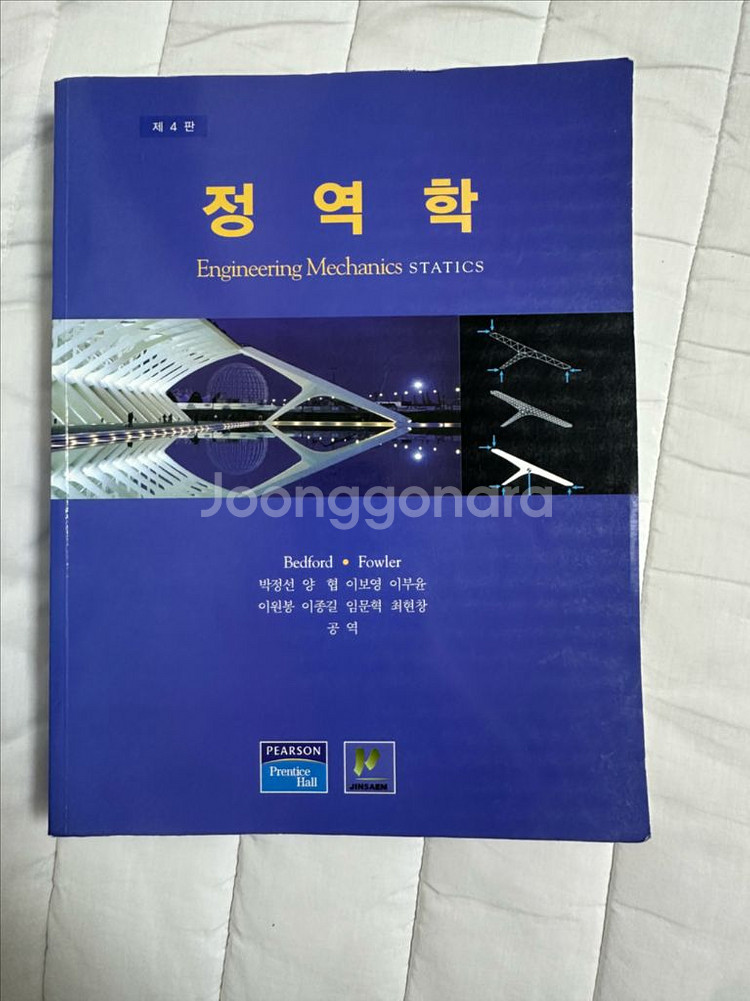 제 4 판
정 역 학
Engineering Mechanics STATICS
Joonggonara
Bedford • Fowler
박정선 양 협 이보영 이부윤
이원봉 이종길 임문혁 최현창
공 역
PEARSON
Prentice
Hall
JINSAEM